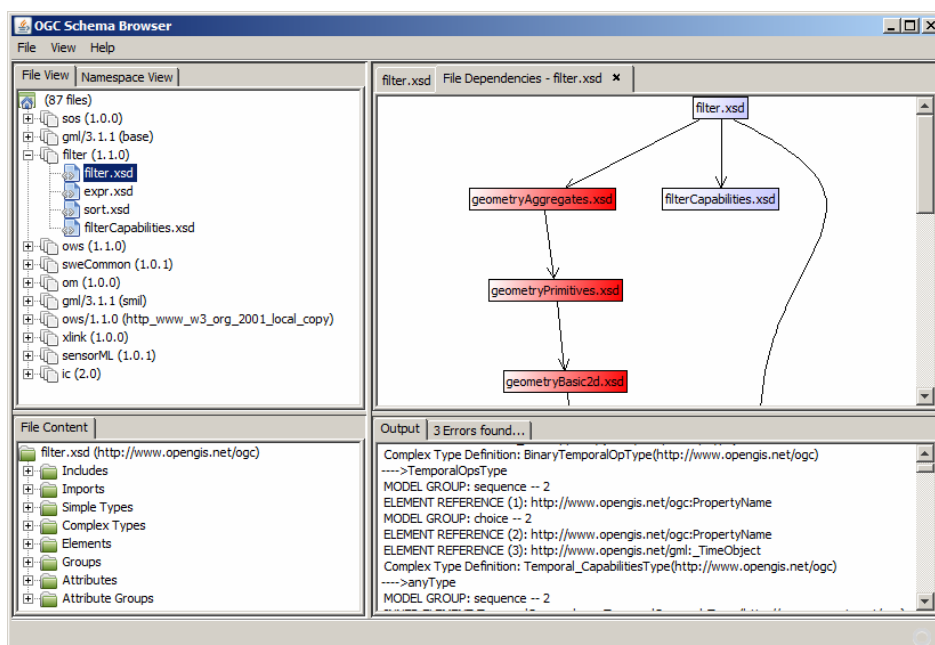 OGC Schema Browser
File View Help
File View Namespace View
(87 files)
sos (1.0.0)
gml/3.1.1 (base)
filter (1.1.0)
filter.xsd
expr.xsd
sort.xsd
filterCapabilities.xsd
ows (1.1.0)
sweCommon (1.0.1)
om (1.0.0)
gml/3.1.1 (smil)
ows/1.1.0 (http_www_w3_org_2001_local_copy)
xlink (1.0.0)
sensorML (1.0.1)
ic (2.0)
filter.xsd File Dependencies - filter.xsd
filter.xsd
geometryAggregates.xsd filterCapabilities.xsd
geometryPrimitives.xsd
geometryBasic2d.xsd
File Content
filter.xsd (http://www.opengis.net/ogc)
Includes
Imports
Simple Types
Complex Types
Elements
Groups
Attributes
Attribute Groups
Output 3 Errors found...
Complex Type Definition: BinaryTemporalOpType(http://www.opengis.net/ogc)
---->TemporalOpsType
MODEL GROUP: sequence -- 2
ELEMENT REFERENCE (1): http://www.opengis.net/ogc:PropertyName
MODEL GROUP: choice -- 2
ELEMENT REFERENCE (2): http://www.opengis.net/ogc:PropertyName
ELEMENT REFERENCE (3): http://www.opengis.net/gml:_TimeObject
Complex Type Definition: Temporal_CapabilitiesType(http://www.opengis.net/ogc)
---->anyType
MODEL GROUP: sequence -- 2